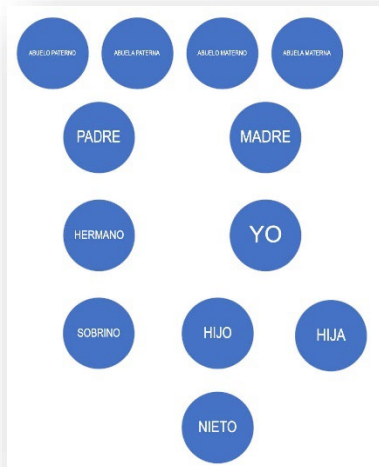 ABUELO PATERNO
ABUELA PATERNA
ABUELO MATERNO
ABUELA MATERNA
PADRE
MADRE
HERMANO
YO
SOBRINO
HIJO
HIJA
NIETO